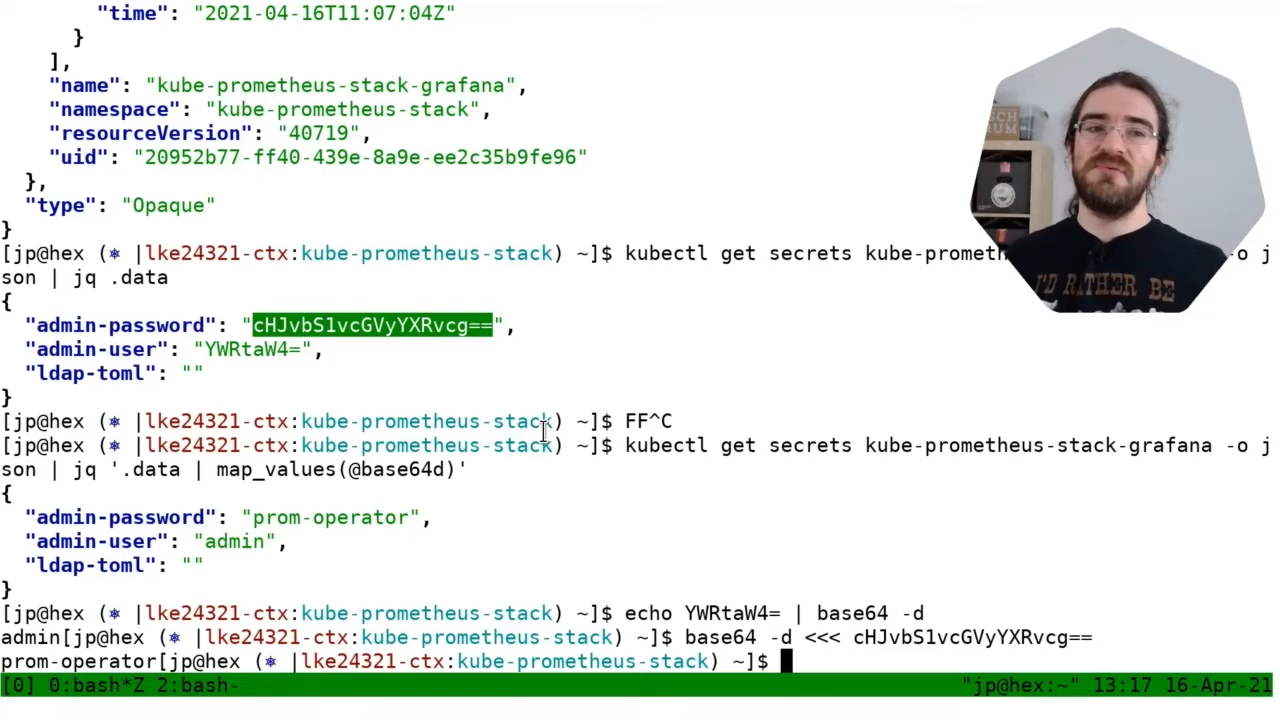 "time": "2021-04-16T11:07:04Z"
}
],
"name": "kube-prometheus-stack-grafana",
"namespace": "kube-prometheus-stack",
"resourceVersion": "40719",
"uid": "20952b77-ff40-439e-8a9e-ee2c35b9fe96"
},
"type": "Opaque"
}
[jp@hex (⎈ |lke24321-ctx:kube-prometheus-stack) ~]$ kubectl get secrets kube-prometh -o j
son | jq .data
{
"admin-password": "cHJvbS1vcGVyYXRvcg==",
"admin-user": "YWRtaW4=",
"ldap-toml": ""
}
[jp@hex (⎈ |lke24321-ctx:kube-prometheus-stack) ~]$ FF^C
[jp@hex (⎈ |lke24321-ctx:kube-prometheus-stack) ~]$ kubectl get secrets kube-prometheus-stack-grafana -o j
son | jq '.data | map_values(@base64d)'
{
"admin-password": "prom-operator",
"admin-user": "admin",
"ldap-toml": ""
}
[jp@hex (⎈ |lke24321-ctx:kube-prometheus-stack) ~]$ echo YWRtaW4= | base64 -d
admin[jp@hex (⎈ |lke24321-ctx:kube-prometheus-stack) ~]$ base64 -d <<< cHJvbS1vcGVyYXRvcg==
prom-operator[jp@hex (⎈ |lke24321-ctx:kube-prometheus-stack) ~]$
[0] 0:bash*Z 2:bash- "jp@hex:~" 13:17 16-Apr-21
I'D RATHER BE